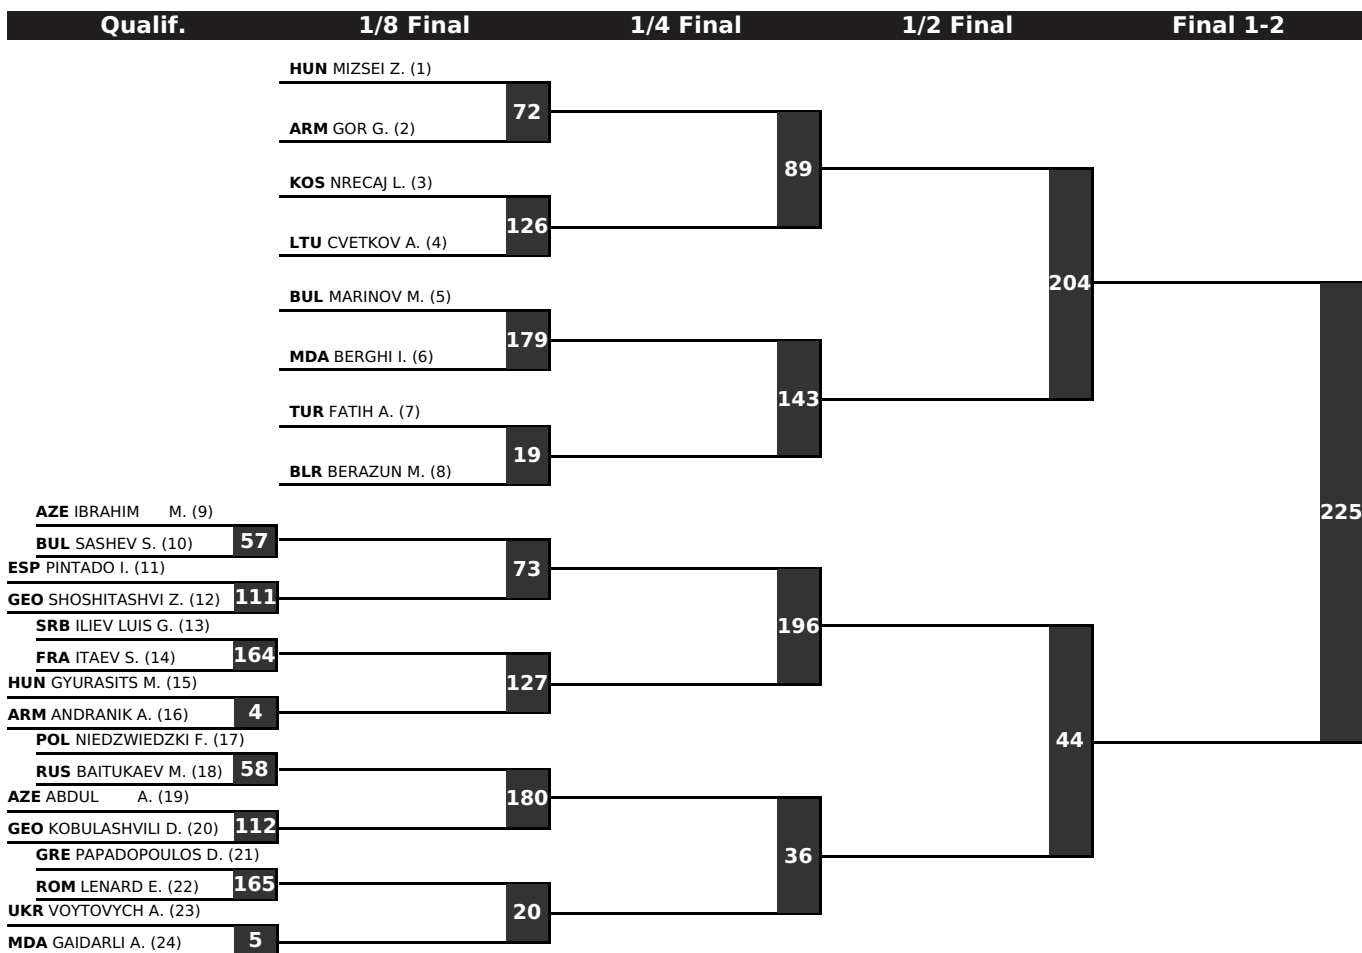 Qualif. 1/8 Final 1/4 Final 1/2 Final Final 1-2
HUN MIZSEI Z. (1)
72
ARM GOR G. (2)
89
KOS NRECAJ L. (3)
126
LTU CVETKOV A. (4)
204
BUL MARINOV M. (5)
179
MDA BERGHI I. (6)
143
TUR FATIH A. (7)
19
BLR BERAZUN M. (8)
225
AZE IBRAHIM M. (9)
57
BUL SASHEV S. (10)
ESP PINTADO I. (11)
73
GEO SHOSHITASHVI Z. (12) 111
SRB ILIEV LUIS G. (13)
196
FRA ITAEV S. (14) 164
HUN GYURASITS M. (15)
127
ARM ANDRANIK A. (16) 4
POL NIEDZWIEDZKI F. (17)
44
RUS BAITUKAEV M. (18) 58
AZE ABDUL A. (19)
180
GEO KOBULASHVILI D. (20) 112
GRE PAPADOPOULOS D. (21)
36
ROM LENARD E. (22) 165
UKR VOYTOVYCH A. (23)
20
MDA GAIDARLI A. (24) 5